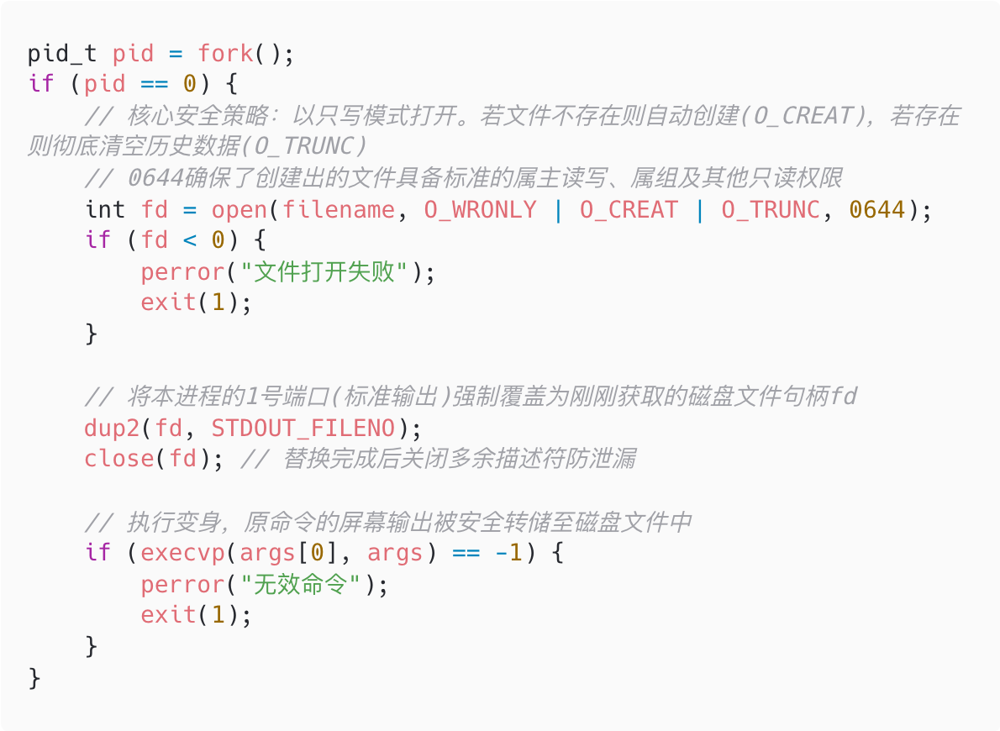 pid_t pid = fork();
if (pid == 0) {
    // 核心安全策略：以只写模式打开。若文件不存在则自动创建(O_CREAT)，若存在
则彻底清空历史数据(O_TRUNC)
    // 0644确保了创建出的文件具备标准的属主读写、属组及其他只读权限
    int fd = open(filename, O_WRONLY | O_CREAT | O_TRUNC, 0644);
    if (fd < 0) {
        perror("文件打开失败");
        exit(1);
    }

    // 将本进程的1号端口(标准输出)强制覆盖为刚刚获取的磁盘文件句柄fd
    dup2(fd, STDOUT_FILENO);
    close(fd); // 替换完成后关闭多余描述符防泄漏

    // 执行变身，原命令的屏幕输出被安全转储至磁盘文件中
    if (execvp(args[0], args) == -1) {
        perror("无效命令");
        exit(1);
    }
}